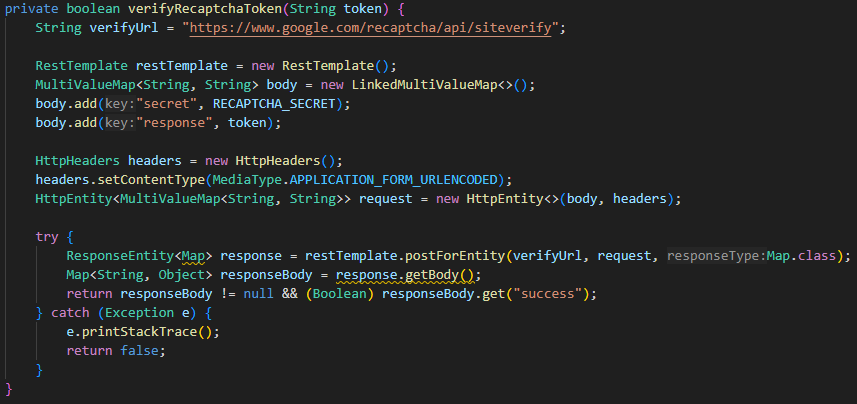 private boolean verifyRecaptchaToken(String token) {
    String verifyUrl = "https://www.google.com/recaptcha/api/siteverify";

    RestTemplate restTemplate = new RestTemplate();
    MultiValueMap<String, String> body = new LinkedMultiValueMap<>();
    body.add(key:"secret", RECAPTCHA_SECRET);
    body.add(key:"response", token);

    HttpHeaders headers = new HttpHeaders();
    headers.setContentType(MediaType.APPLICATION_FORM_URLENCODED);
    HttpEntity<MultiValueMap<String, String>> request = new HttpEntity<>(body, headers);

    try {
        ResponseEntity<Map> response = restTemplate.postForEntity(verifyUrl, request, responseType:Map.class);
        Map<String, Object> responseBody = response.getBody();
        return responseBody != null && (Boolean) responseBody.get("success");
    } catch (Exception e) {
        e.printStackTrace();
        return false;
    }
}